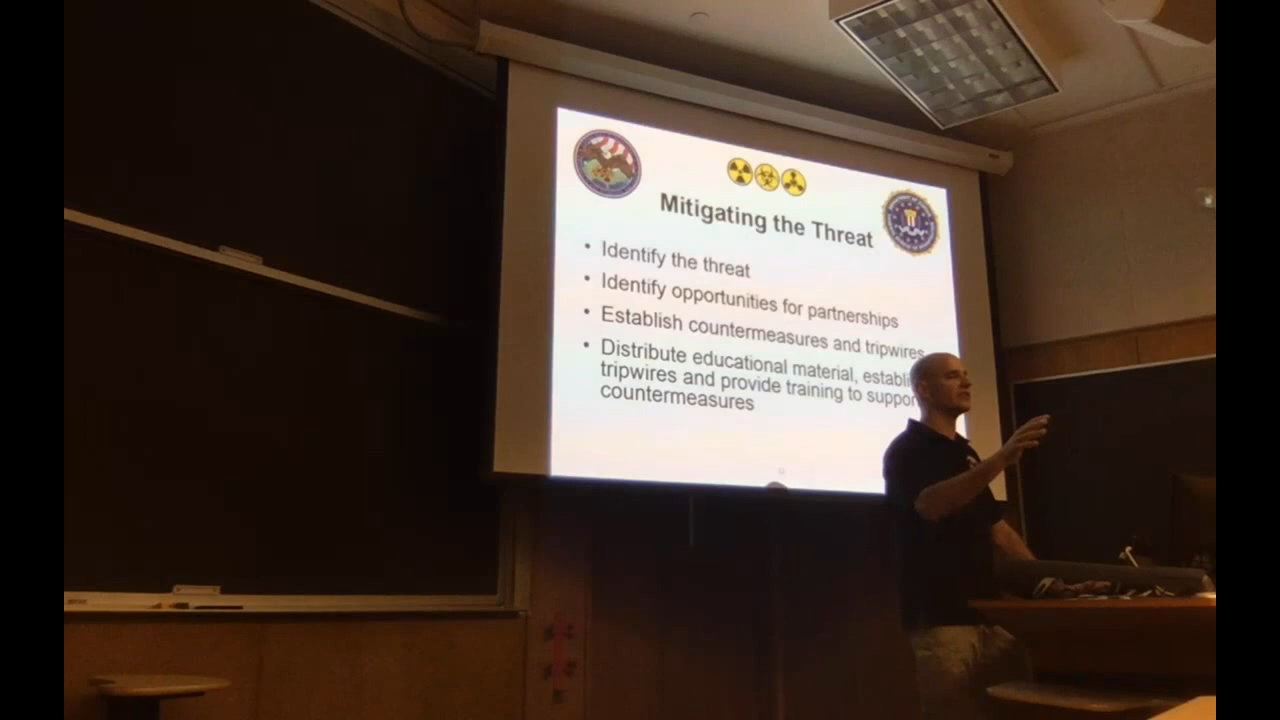 Mitigating the Threat
• Identify the threat
• Identify opportunities for partnerships
• Establish countermeasures and tripwires
• Distribute educational material, establi
tripwires and provide training to suppor
countermeasures